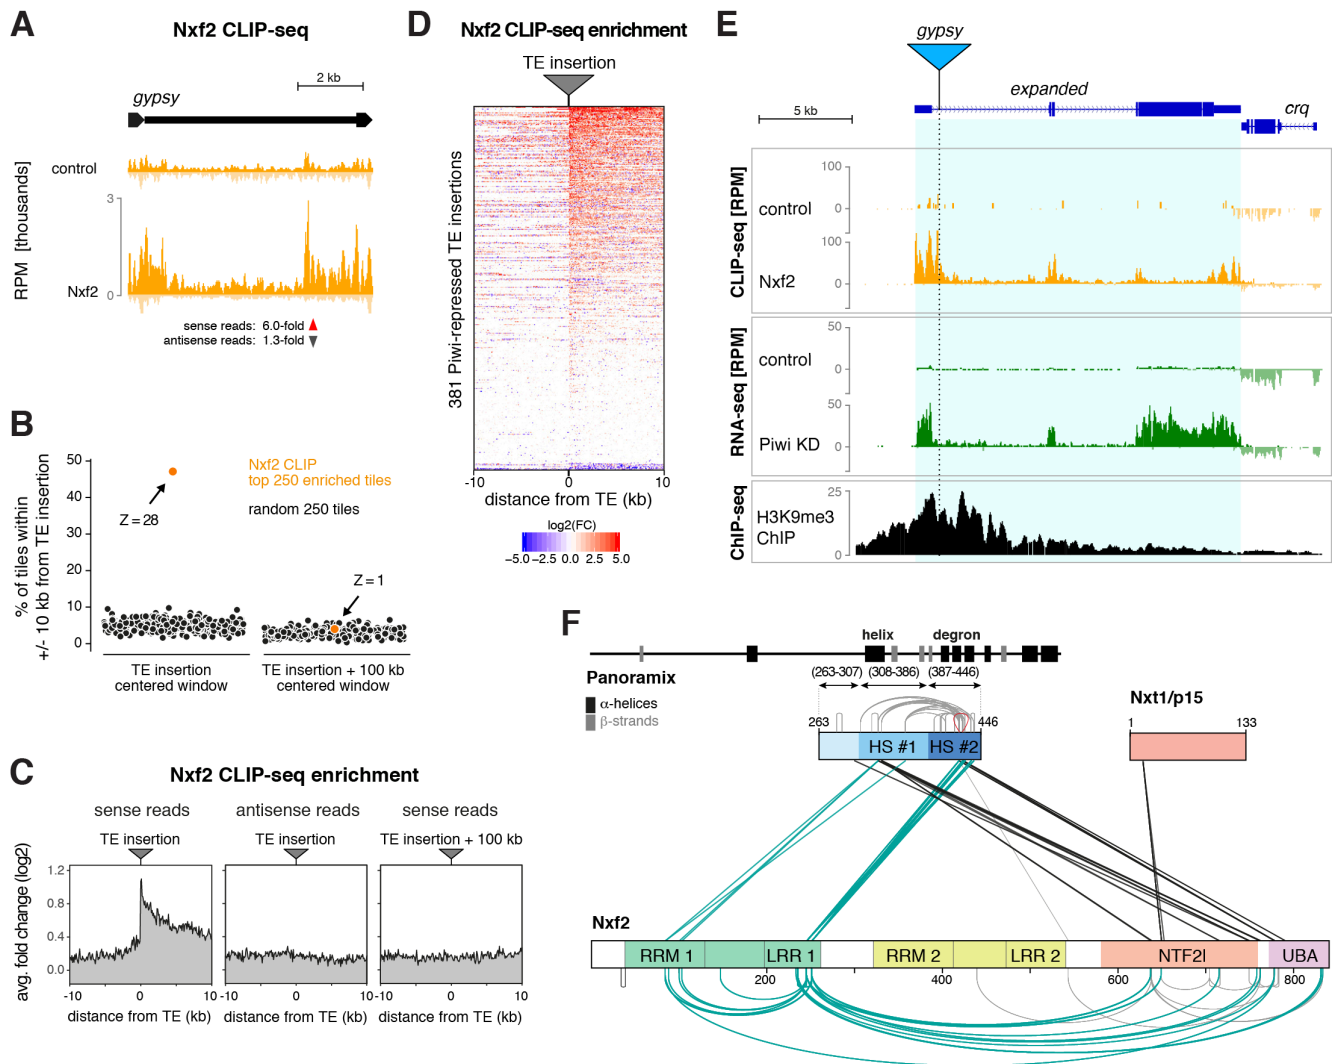 A
Nxf2 CLIP-seq
2 kb
gypsy
RPM [thousands]
control
3
Nxf2
0
sense reads: 6.0-fold
antisense reads: 1.3-fold
B
% of tiles within
+/- 10 kb from TE insertion
50
40
30
20
10
0
Nxf2 CLIP
top 250 enriched tiles
random 250 tiles
Z = 28
Z = 1
TE insertion
centered window
TE insertion + 100 kb
centered window
C
Nxf2 CLIP-seq enrichment
sense reads
antisense reads
sense reads
TE insertion
TE insertion
TE insertion + 100 kb
avg. fold change (log2)
1.2
0.8
0.4
0.0
-10 0 10
-10 0 10
-10 0 10
distance from TE (kb)
distance from TE (kb)
distance from TE (kb)
D
Nxf2 CLIP-seq enrichment
TE insertion
381 Piwi-repressed TE insertions
-10 0 10
distance from TE (kb)
log2(FC)
−5.0 −2.5 0.0 2.5 5.0
E
gypsy
5 kb
expanded
crq
CLIP-seq [RPM]
100
control
0
100
Nxf2
0
RNA-seq [RPM]
50
control
0
50
Piwi KD
0
ChIP-seq
25
H3K9me3
ChIP
0
F
helix
degron
(263-307) (308-386) (387-446)
Panoramix
α-helices
β-strands
263
446
HS #1
HS #2
Nxt1/p15
1
133
Nxf2
RRM 1
LRR 1
RRM 2
LRR 2
NTF2l
UBA
200
400
600
800